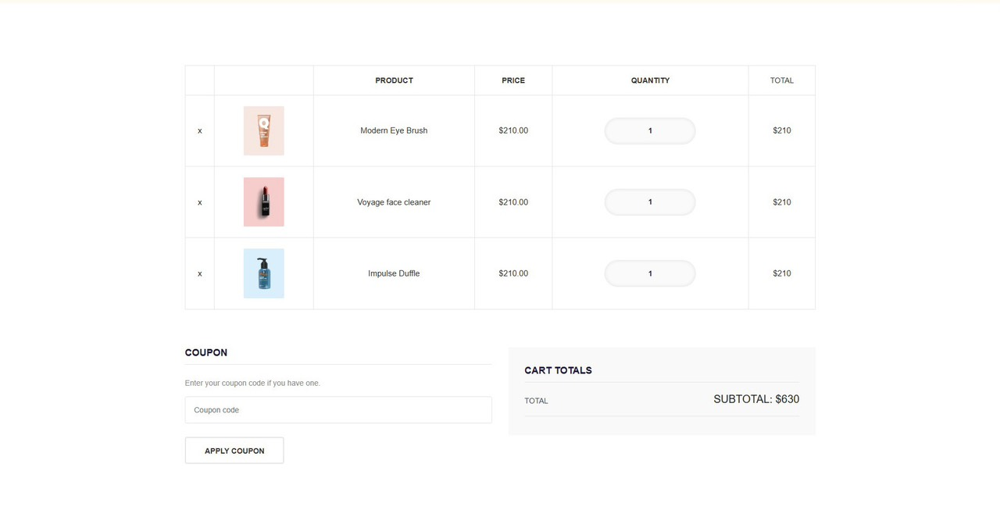 PRODUCT PRICE QUANTITY TOTAL
x Q Modern Eye Brush $210.00 1 $210
x Voyage face cleaner $210.00 1 $210
x Impulse Duffle $210.00 1 $210
COUPON
Enter your coupon code if you have one.
Coupon code
APPLY COUPON
CART TOTALS
TOTAL SUBTOTAL: $630